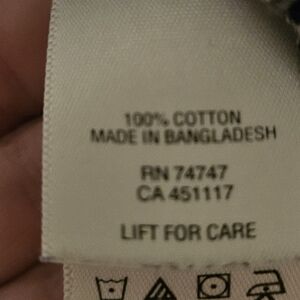 100% COTTON
MADE IN BANGLADESH
RN 74747
CA 451117
LIFT FOR CARE